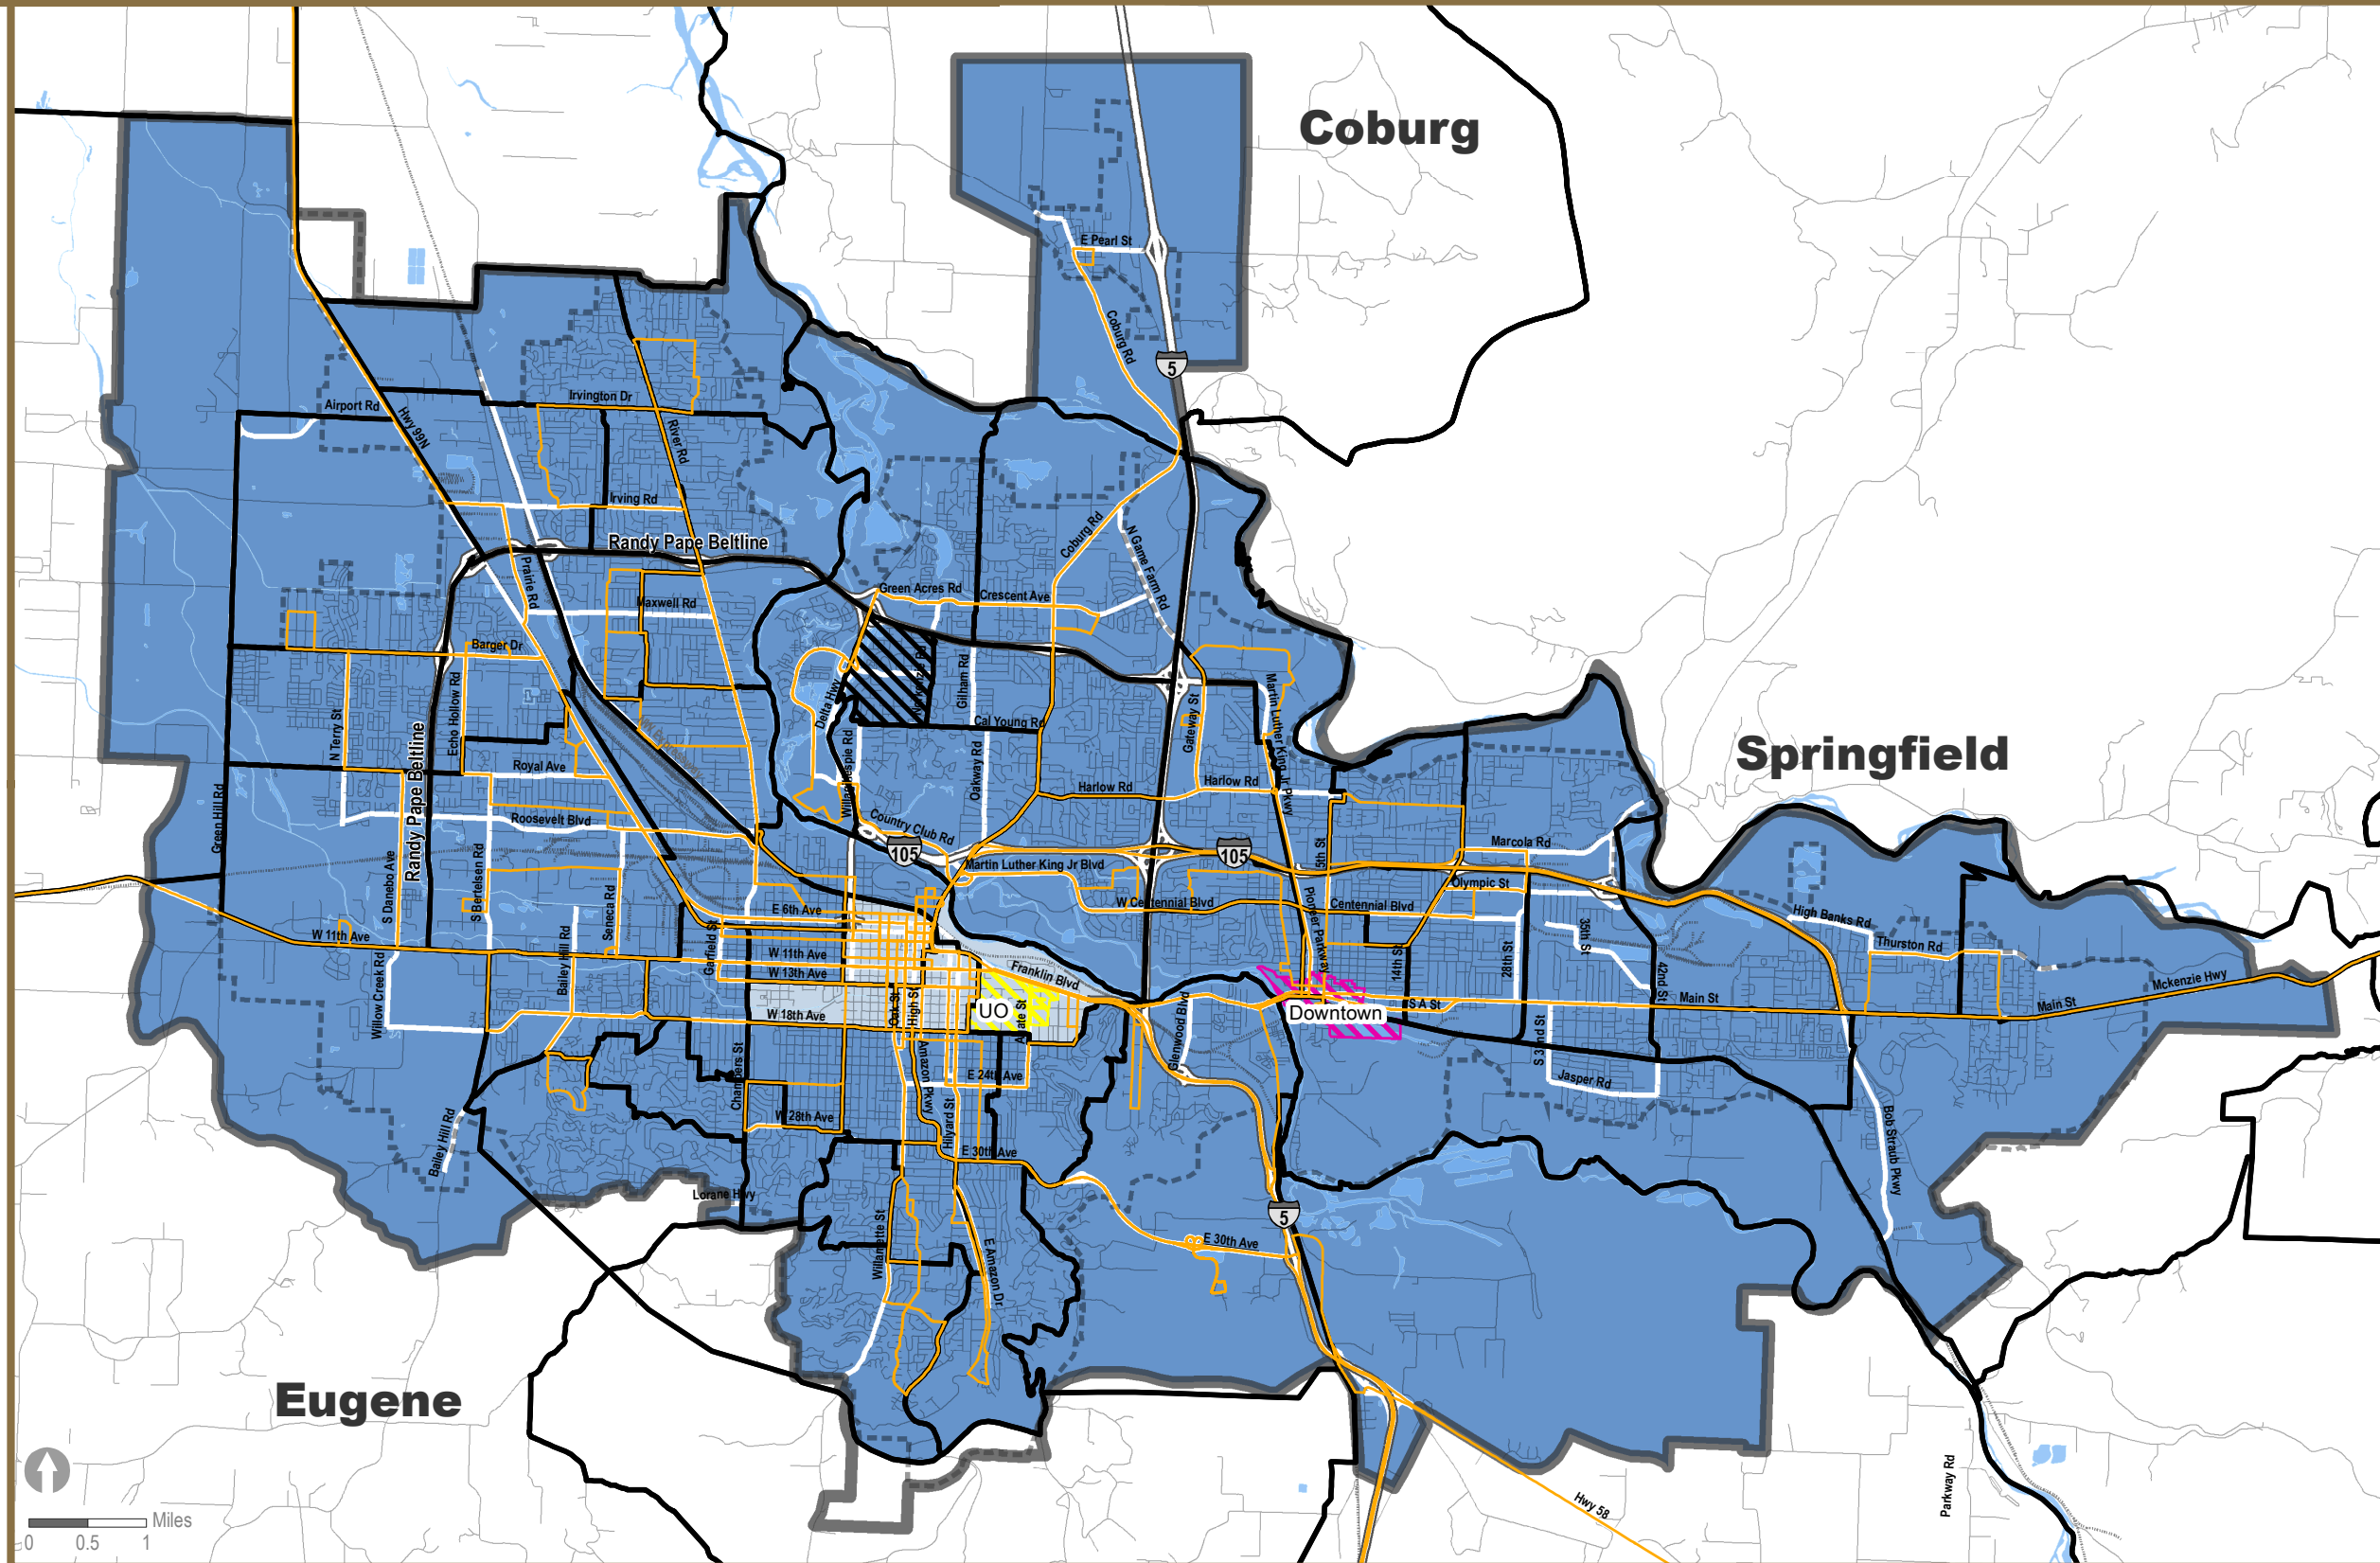 Coburg
E Pearl St
Coburg Rd
5
Airport Rd
Hwy 99N
Irvington Dr
River Rd
Irving Rd
Coburg Rd
N Game Farm Rd
Randy Pape Beltline
Prairie Rd
Maxwell Rd
Green Acres Rd
Crescent Ave
Barger Dr
N Terry St
Echo Hollow Rd
Randy Pape Beltline
Delta Hwy
Gilham Rd
Cal Young Rd
Gateway St
Martin Luther King Jr Pkwy
Springfield
Green Hill Rd
Royal Ave
Roosevelt Blvd
Oakway Rd
Harlow Rd
Harlow Rd
Country Club Rd
105
105
Martin Luther King Jr Blvd
5th St
Marcola Rd
Olympic St
S Danebo Ave
S Bertelsen Rd
Seneca Rd
E 6th Ave
W Centennial Blvd
Centennial Blvd
Pioneer Parkway
High Banks Rd
Thurston Rd
W 11th Ave
Bailey Hill Rd
Garfield St
W 11th Ave
W 13th Ave
Franklin Blvd
14th St
28th St
35th St
42nd St
Mckenzie Hwy
Main St
Main St
S A St
Willow Creek Rd
W 18th Ave
Oak St
High St
UO
Agate St
Downtown
Glenwood Blvd
S 32nd St
Jasper Rd
Chambers St
Amazon Pkwy
E 24th Ave
W 28th Ave
Hilyard St
E 30th Ave
Bailey Hill Rd
Bob Straub Pkwy
Lorane Hwy
Willamette St
E Amazon Dr
5
E 30th Ave
Eugene
Hwy 58
Parkway Rd
Miles
0 0.5 1